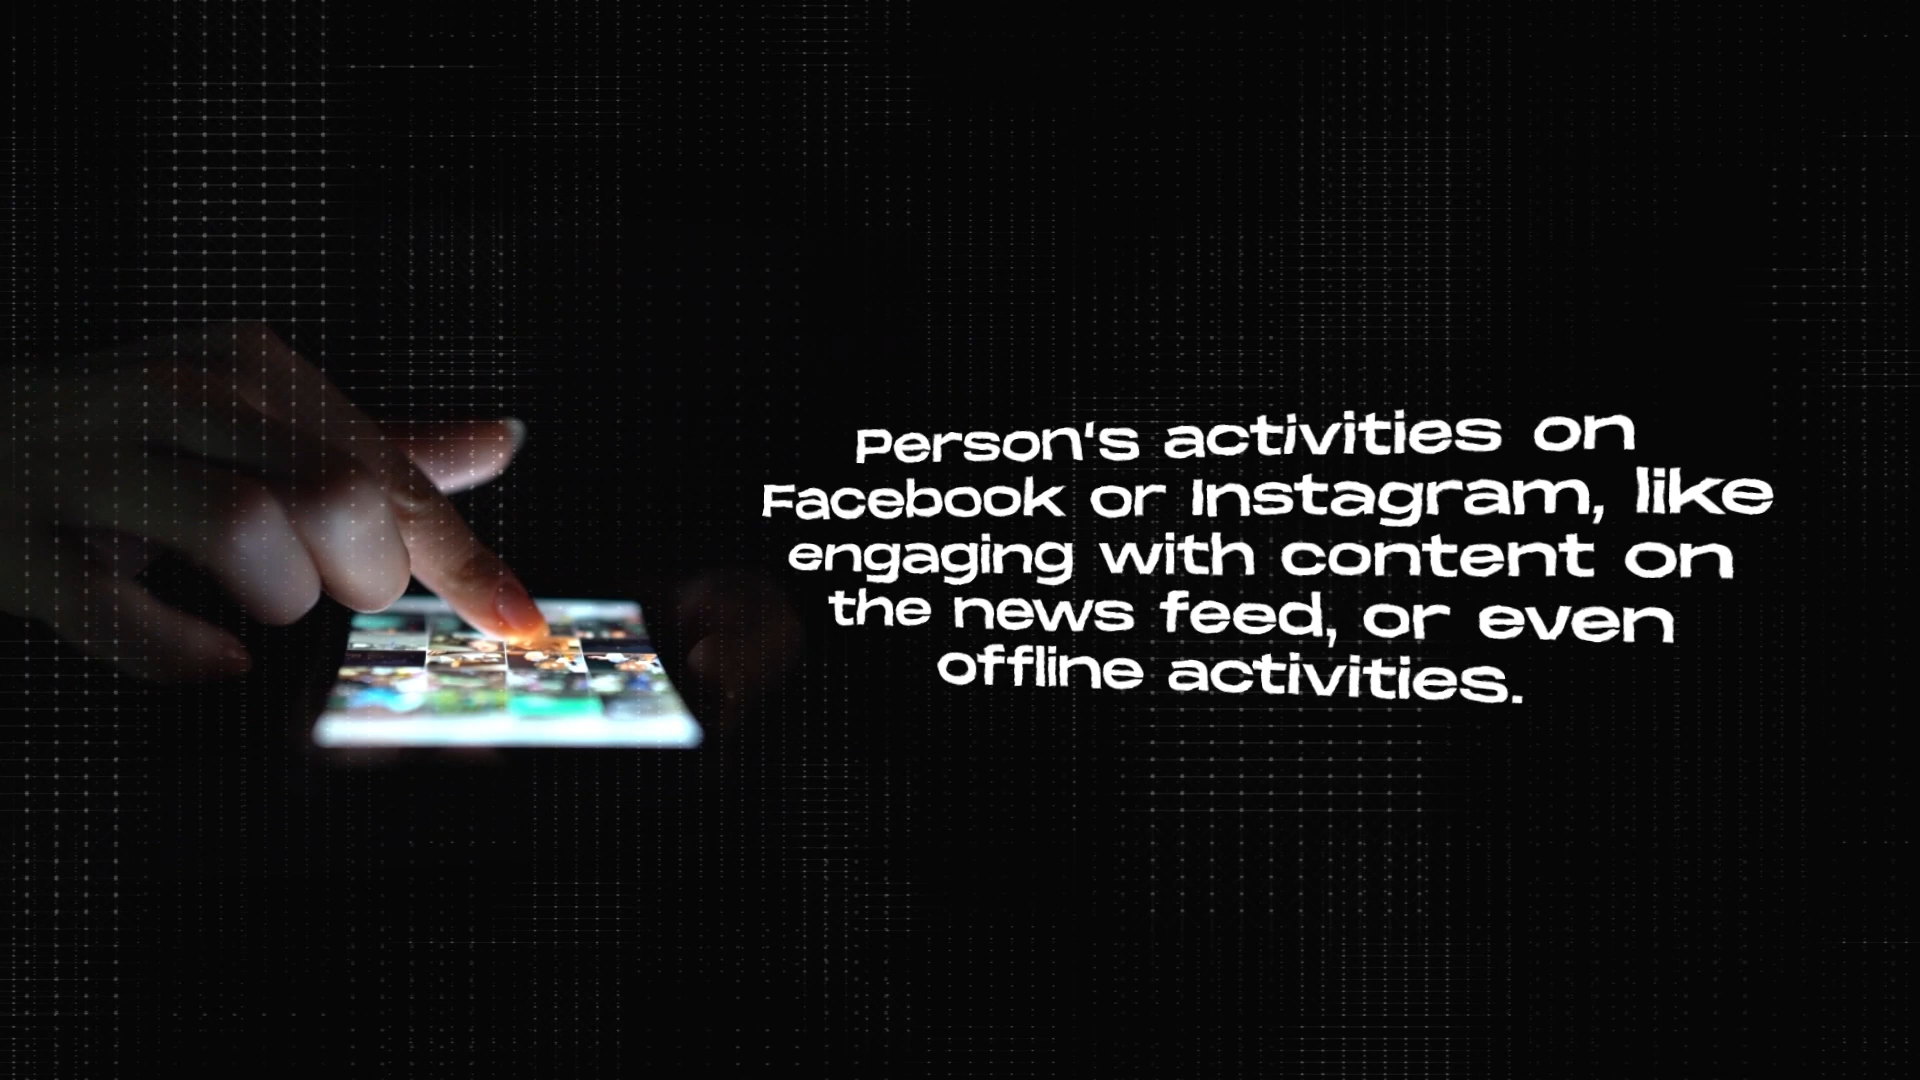 Person's activities on
Facebook or Instagram, like
engaging with content on
the news feed, or even
offline activities.